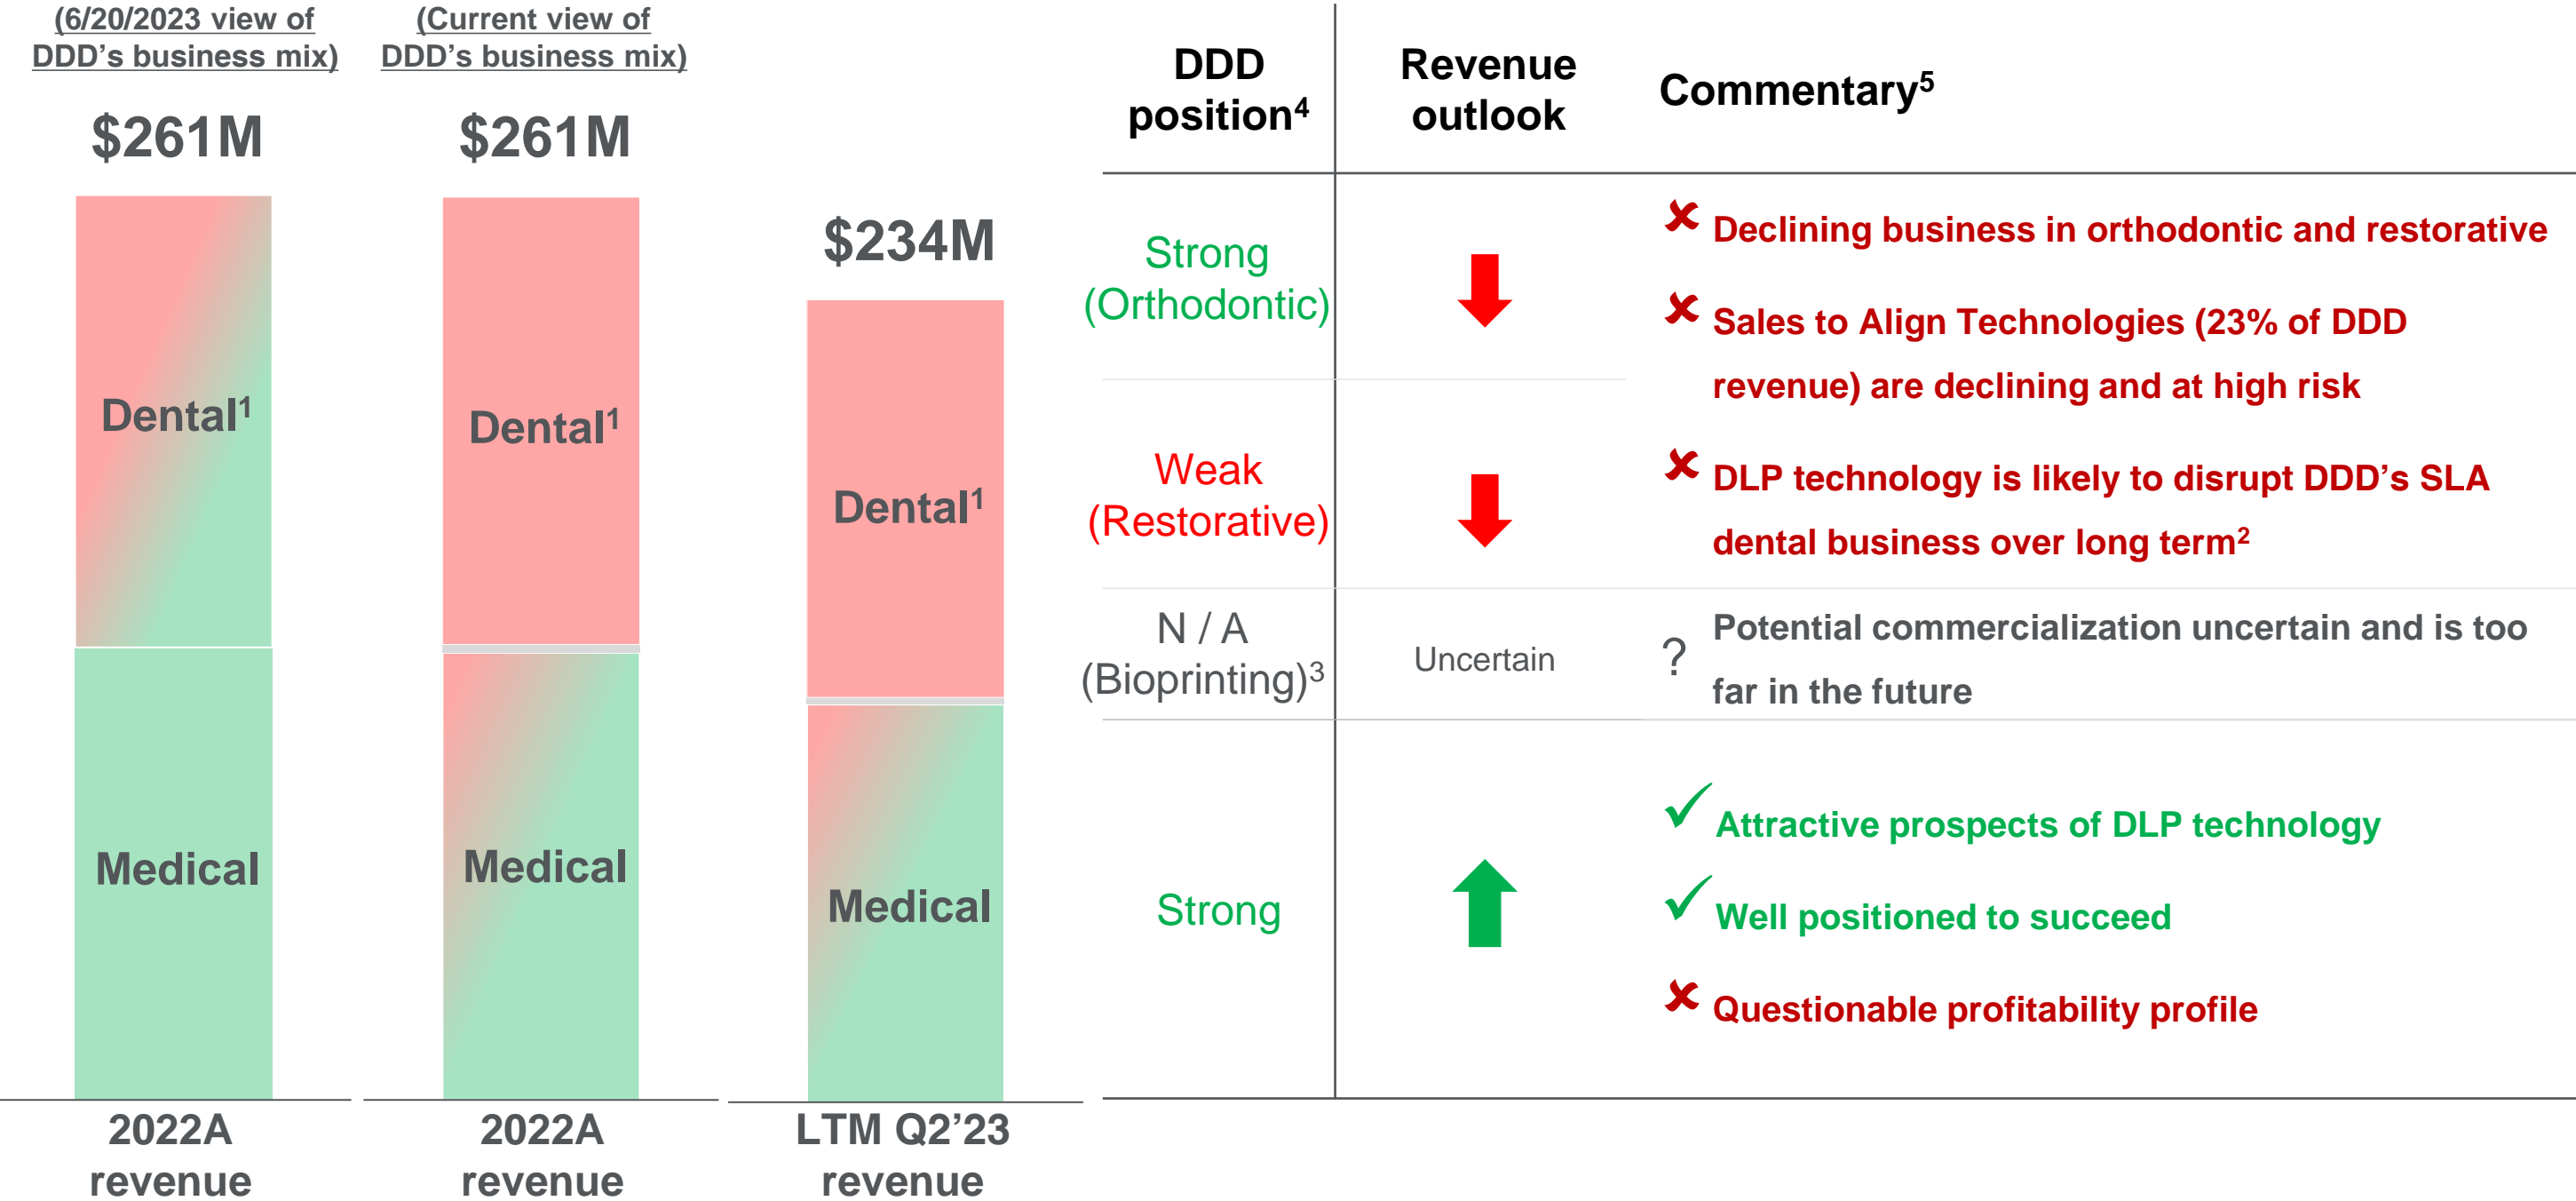 (6/20/2023 view of
DDD’s business mix)
$261M
Dental¹
Medical
2022A
revenue
(Current view of
DDD’s business mix)
$261M
Dental¹
Medical
2022A
revenue
$234M
Dental¹
Medical
LTM Q2’23
revenue
DDD
position⁴
Revenue
outlook
Commentary⁵
Strong
(Orthodontic)
✘ Declining business in orthodontic and restorative
✘ Sales to Align Technologies (23% of DDD
revenue) are declining and at high risk
Weak
(Restorative)
✘ DLP technology is likely to disrupt DDD’s SLA
dental business over long term²
N / A
(Bioprinting)³
Uncertain
? Potential commercialization uncertain and is too
far in the future
Strong
✓ Attractive prospects of DLP technology
✓ Well positioned to succeed
✘ Questionable profitability profile